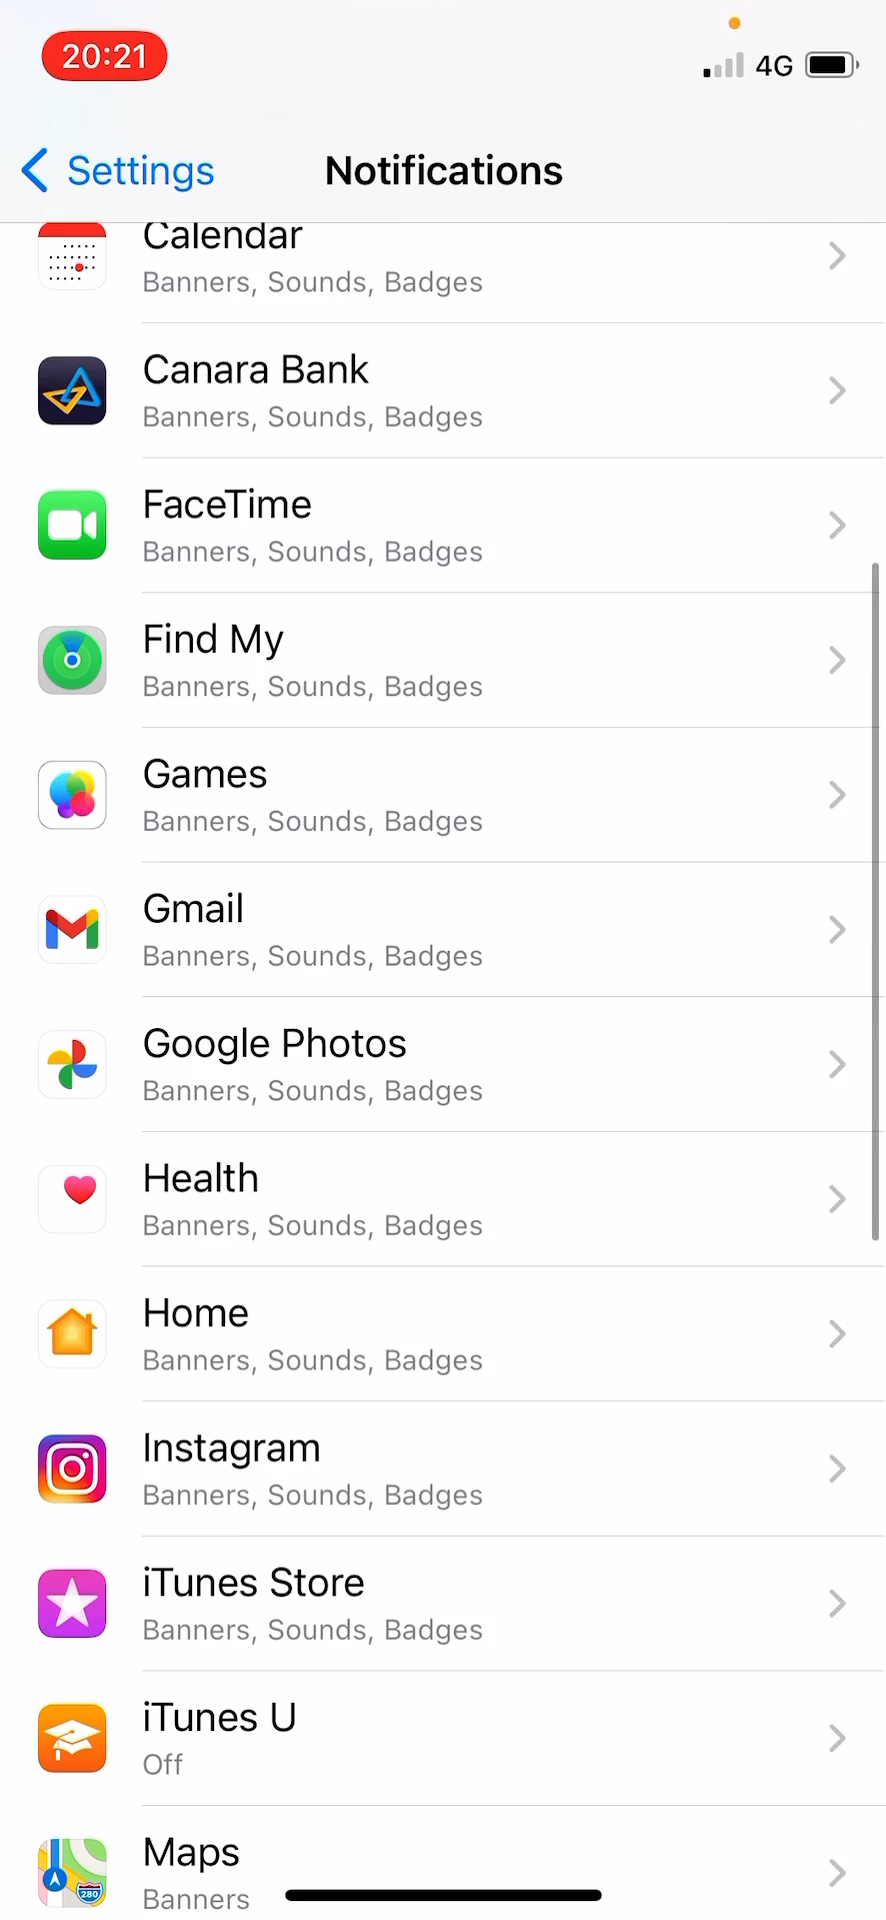 20:21
4G
Settings
Notifications
Calendar
Banners, Sounds, Badges
Canara Bank
Banners, Sounds, Badges
FaceTime
Banners, Sounds, Badges
Find My
Banners, Sounds, Badges
Games
Banners, Sounds, Badges
Gmail
Banners, Sounds, Badges
Google Photos
Banners, Sounds, Badges
Health
Banners, Sounds, Badges
Home
Banners, Sounds, Badges
Instagram
Banners, Sounds, Badges
iTunes Store
Banners, Sounds, Badges
iTunes U
Off
Maps
280
Banners